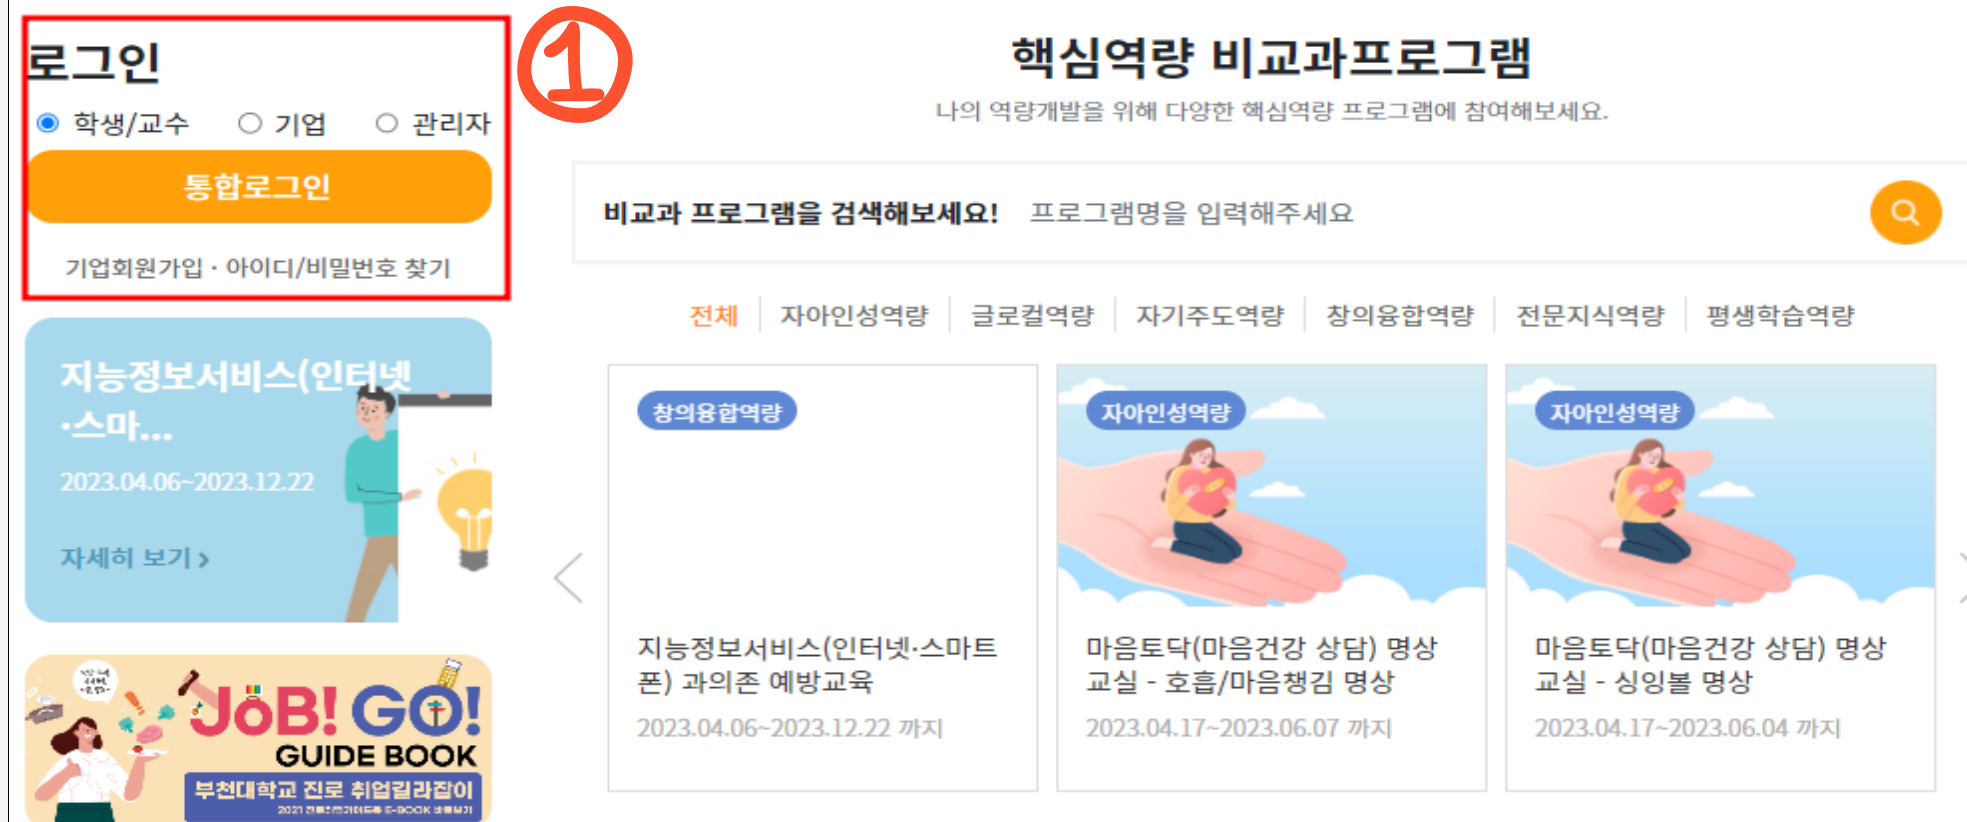 로그인
①
학생/교수 기업 관리자
통합로그인
기업회원가입 · 아이디/비밀번호 찾기
지능정보서비스(인터넷
·스마...
2023.04.06~2023.12.22
자세히 보기 >
JOB! GO!
GUIDE BOOK
부천대학교 진로 취업길라잡이
핵심역량 비교과프로그램
나의 역량개발을 위해 다양한 핵심역량 프로그램에 참여해보세요.
비교과 프로그램을 검색해보세요! 프로그램명을 입력해주세요
전체 자아인성역량 글로컬역량 자기주도역량 창의융합역량 전문지식역량 평생학습역량
창의융합역량
지능정보서비스(인터넷·스마트
폰) 과의존 예방교육
2023.04.06~2023.12.22 까지
자아인성역량
마음토닥(마음건강 상담) 명상
교실 - 호흡/마음챙김 명상
2023.04.17~2023.06.07 까지
자아인성역량
마음토닥(마음건강 상담) 명상
교실 - 싱잉볼 명상
2023.04.17~2023.06.04 까지